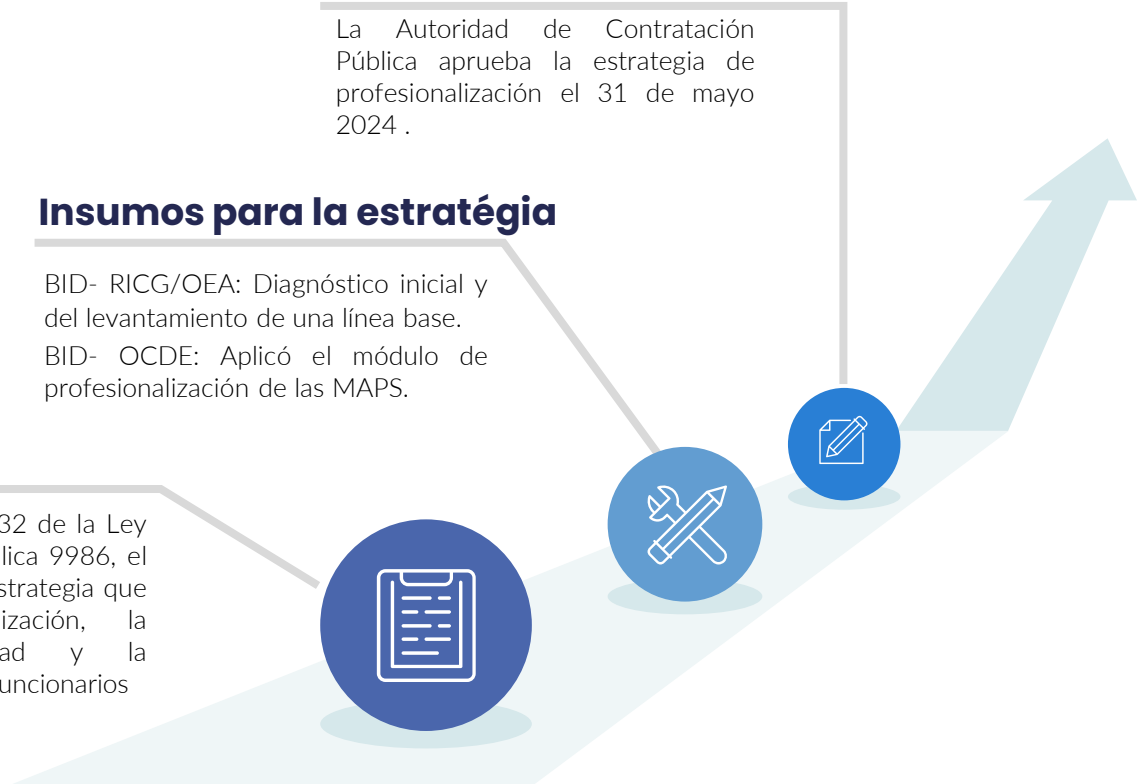 La Autoridad de Contratación
Pública aprueba la estrategia de
profesionalización el 31 de mayo
2024 .
Insumos para la estratégia
BID- RICG/OEA: Diagnóstico inicial y
del levantamiento de una línea base.
BID- OCDE: Aplicó el módulo de
profesionalización de las MAPS.
32 de la Ley
lica 9986, el
strategia que
ización, la
ad y la
uncionarios